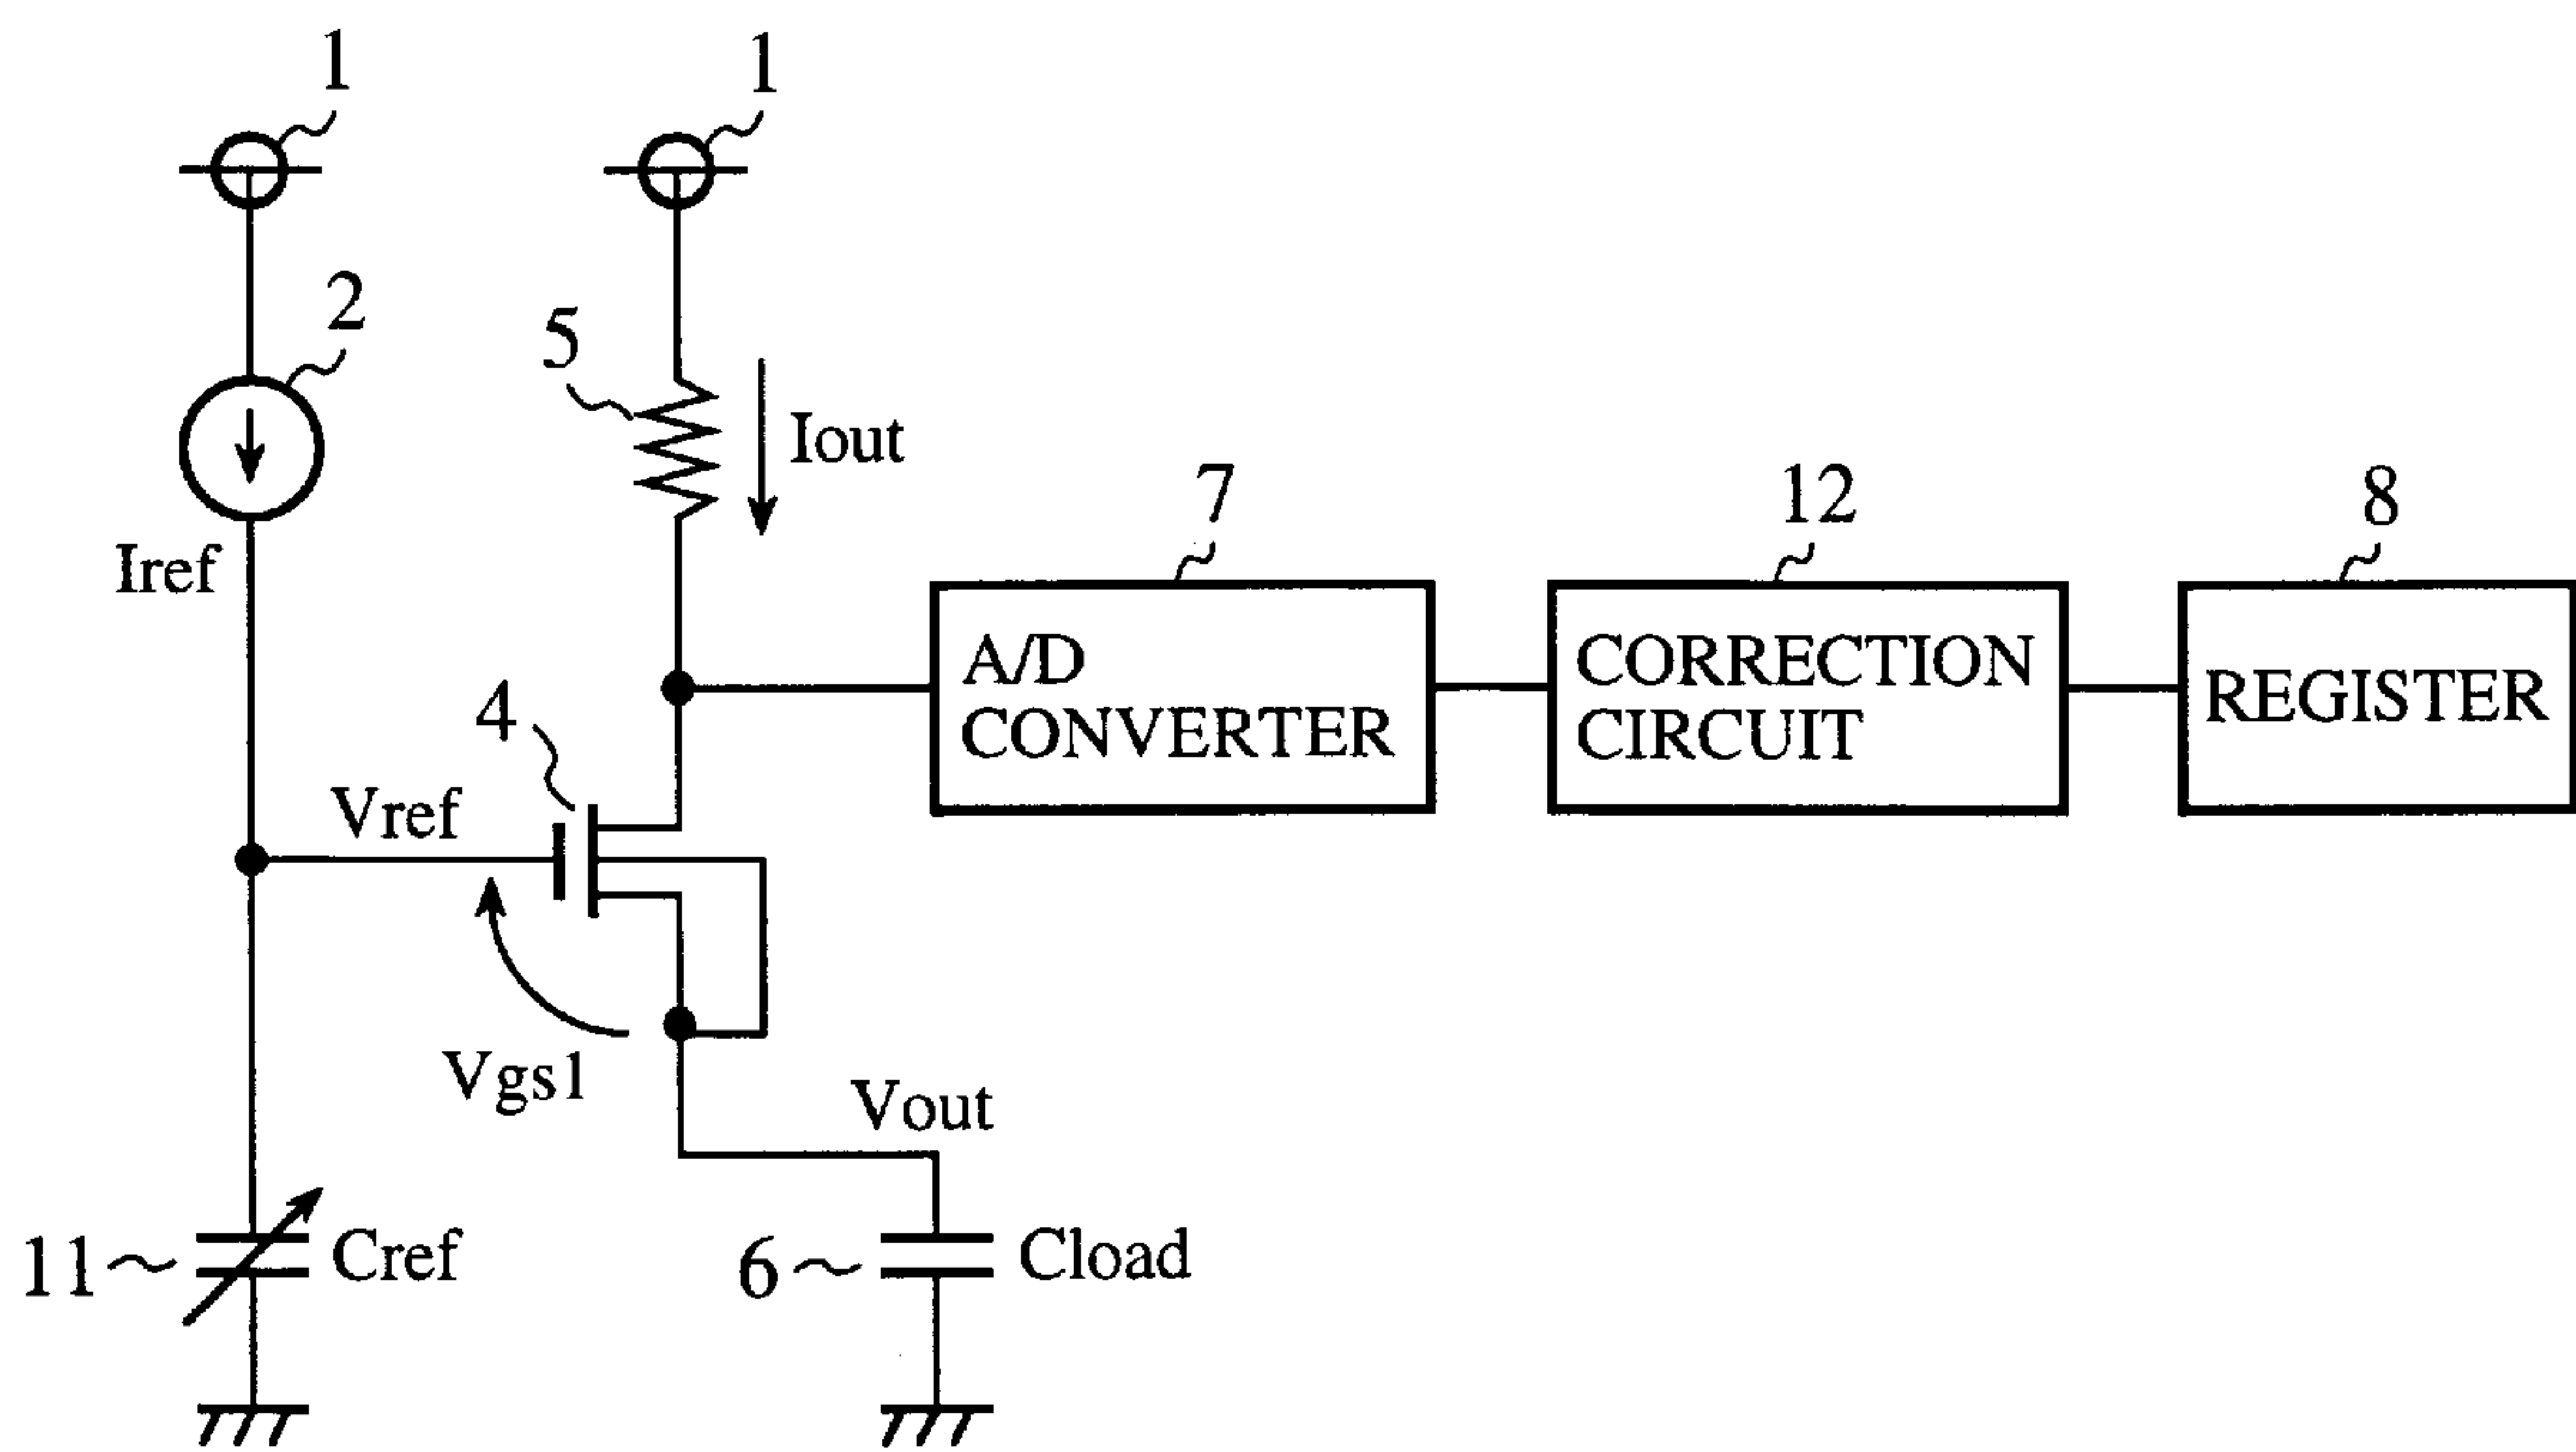 1
1
2
5
Iout
Iref
7
12
8
A/D
CONVERTER
CORRECTION
CIRCUIT
REGISTER
4
Vref
Vgs1
Vout
11
Cref
6
Cload